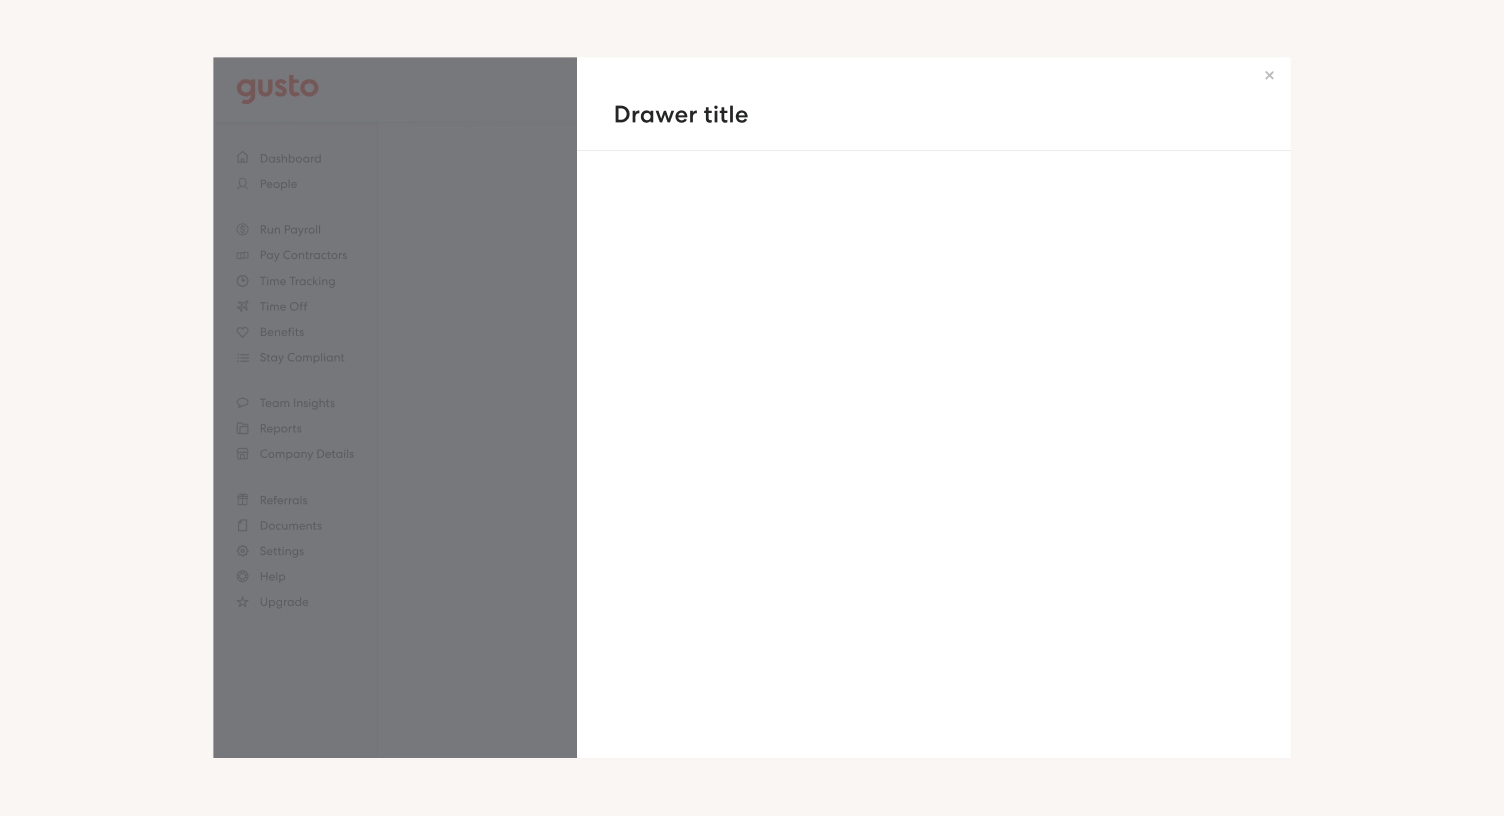 gusto
Drawer title
Dashboard
People
Run Payroll
Pay Contractors
Time Tracking
Time Off
Benefits
Stay Compliant
Team Insights
Reports
Company Details
Referrals
Documents
Settings
Help
Upgrade